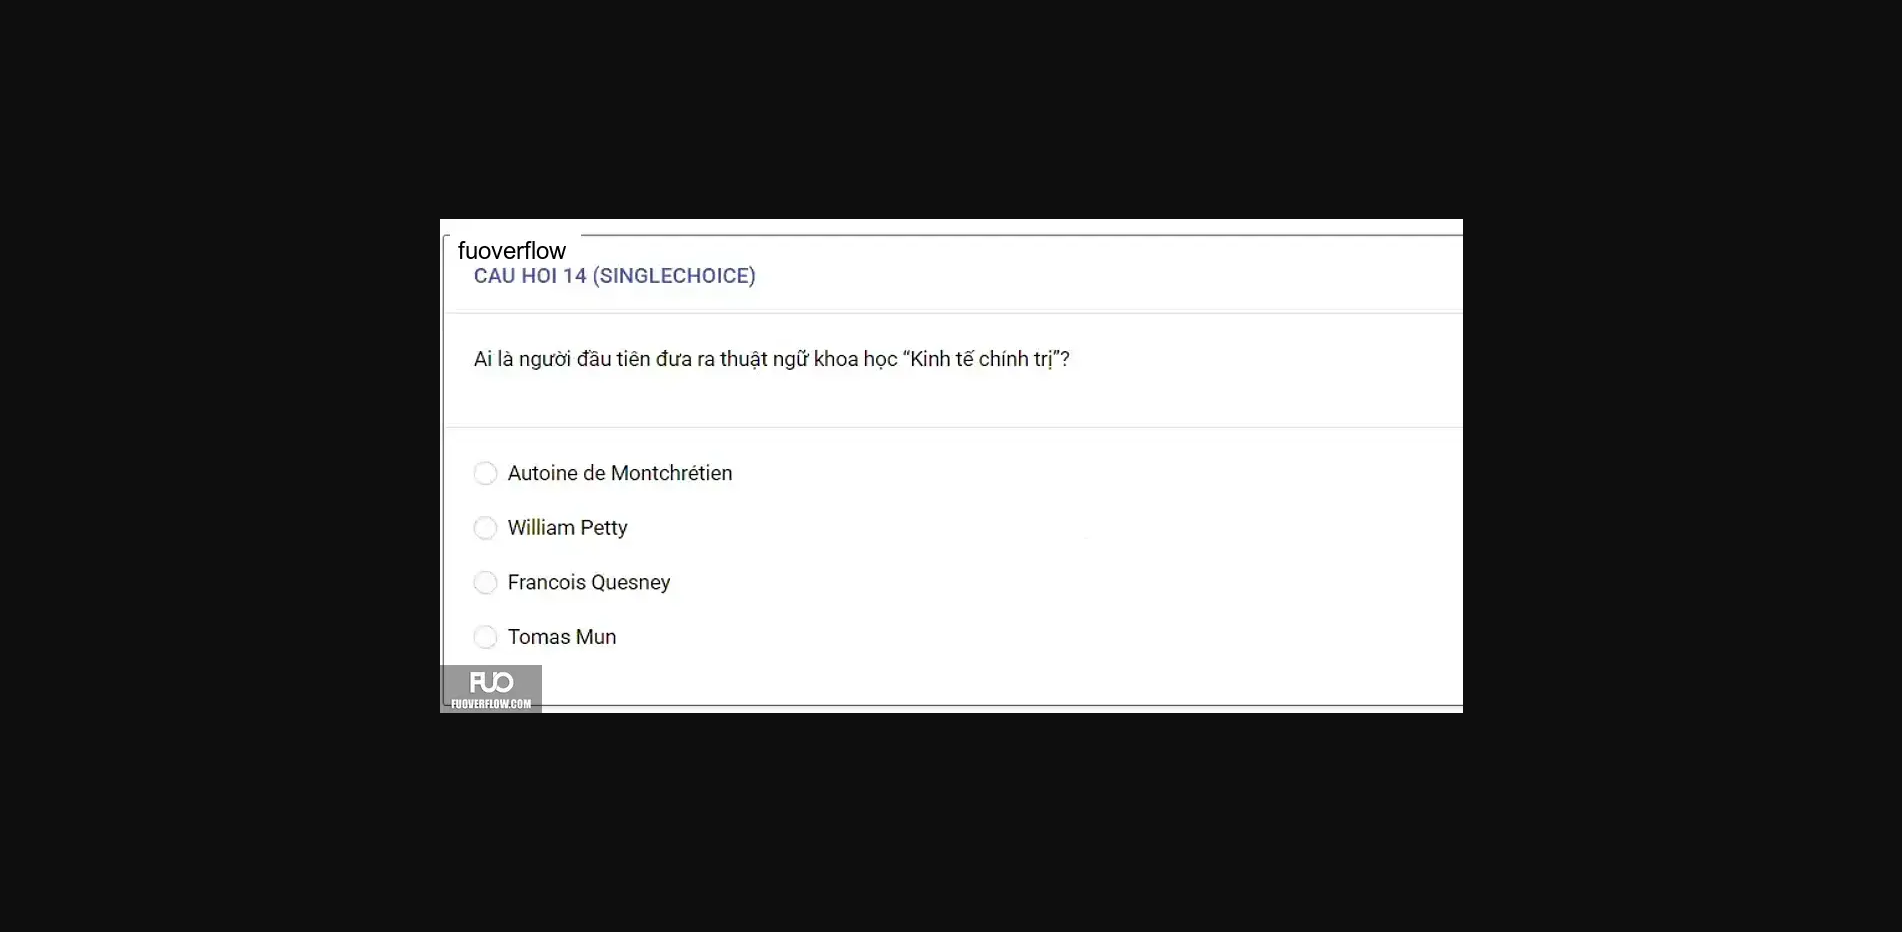 fuoverflow
CAU HOI 14 (SINGLECHOICE)
Ai là người đầu tiên đưa ra thuật ngữ khoa học “Kinh tế chính trị”?
Autoine de Montchrétien
William Petty
Francois Quesney
Tomas Mun
FUO
FUOVERFLOW.COM